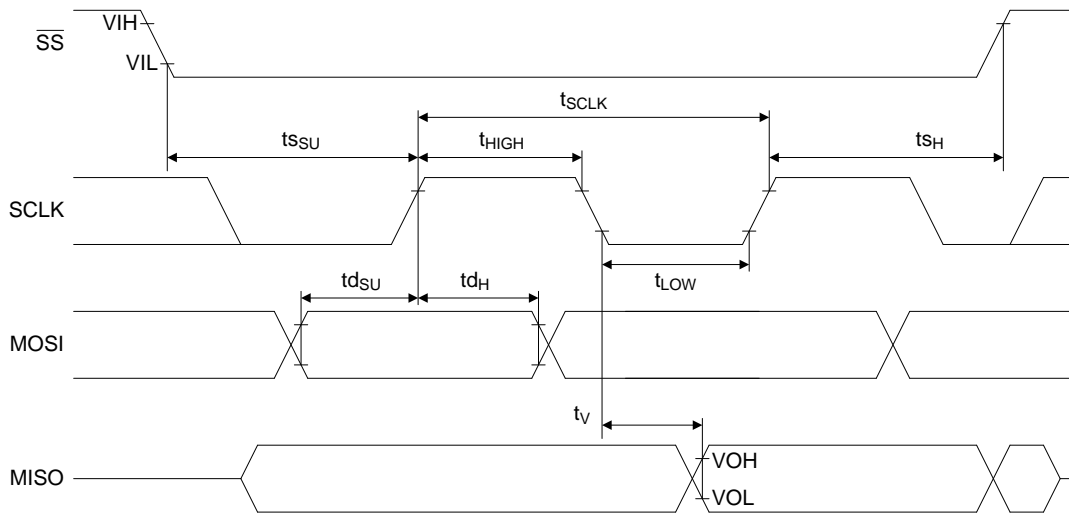 VIH
SS
VIL
tSCLK
tsSU
tHIGH
tsH
SCLK
tdSU
tdH
tLOW
MOSI
tV
MISO
VOH
VOL